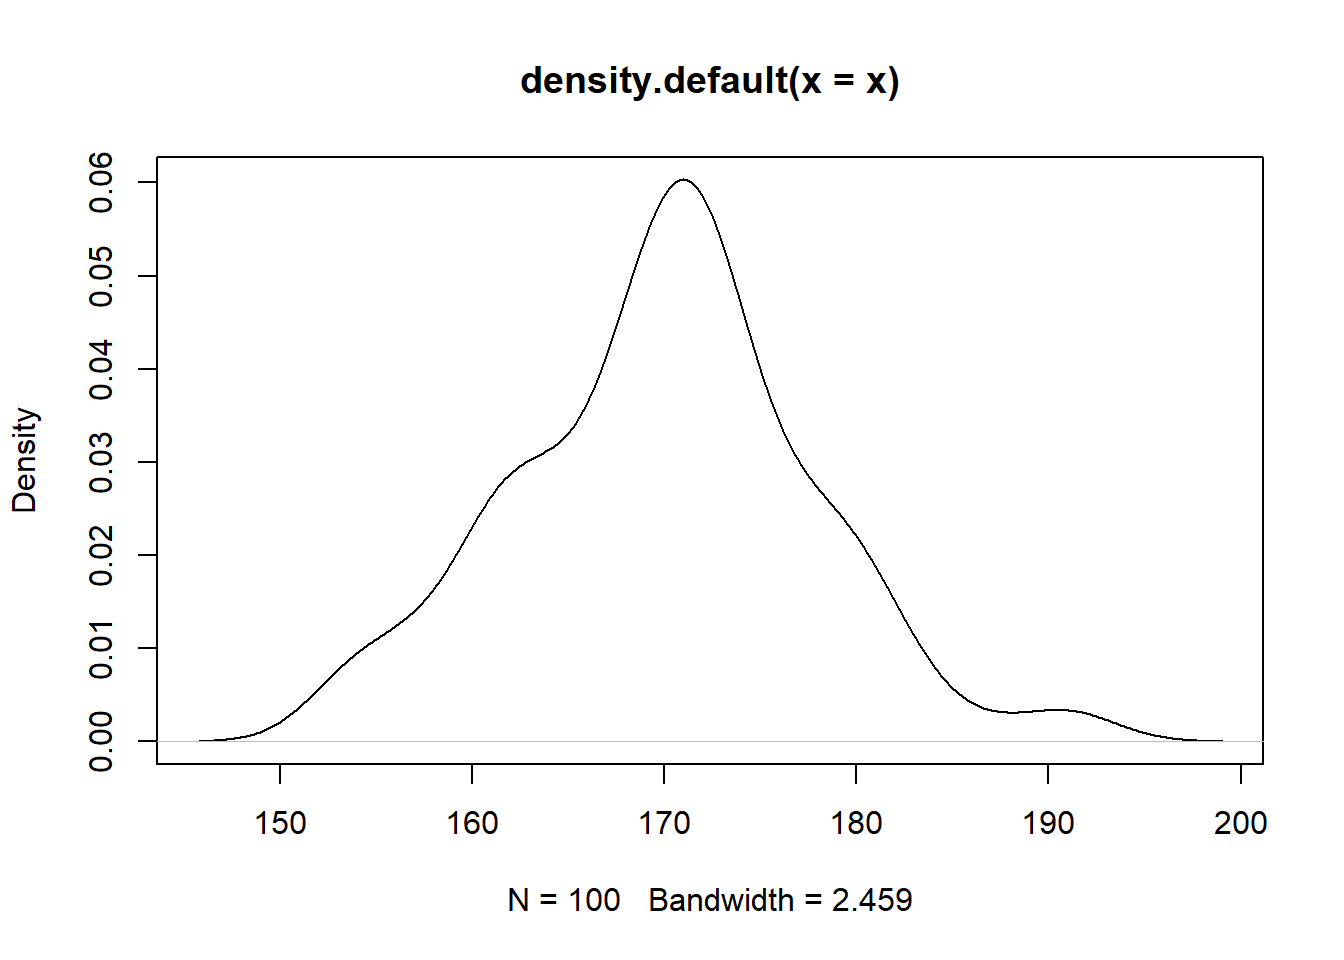 density.default(x = x)
Density
0.06
0.05
0.04
0.03
0.02
0.01
0.00
150 160 170 180 190 200
N = 100 Bandwidth = 2.459